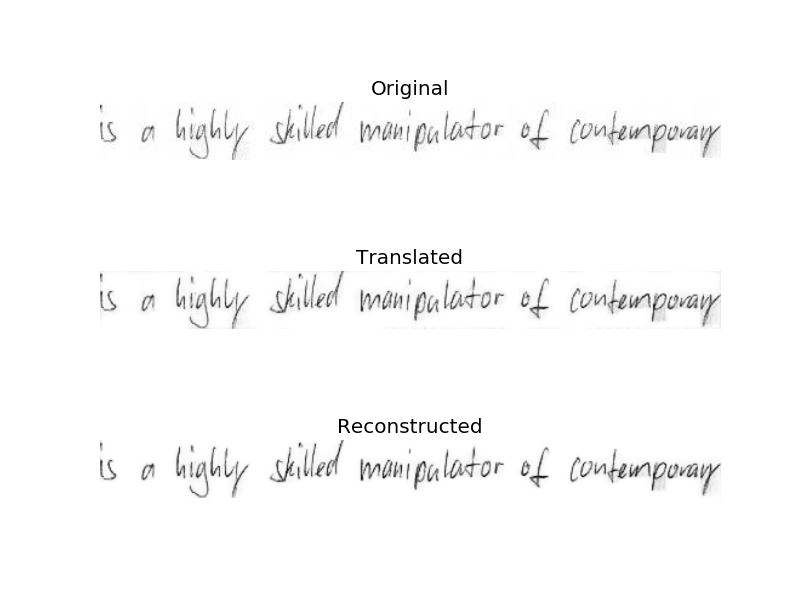 Original
is a highly skilled manipulator of contemporary
Translated
is a highly skilled manipulator of contemporary
Reconstructed
is a highly skilled manipulator of contemporary